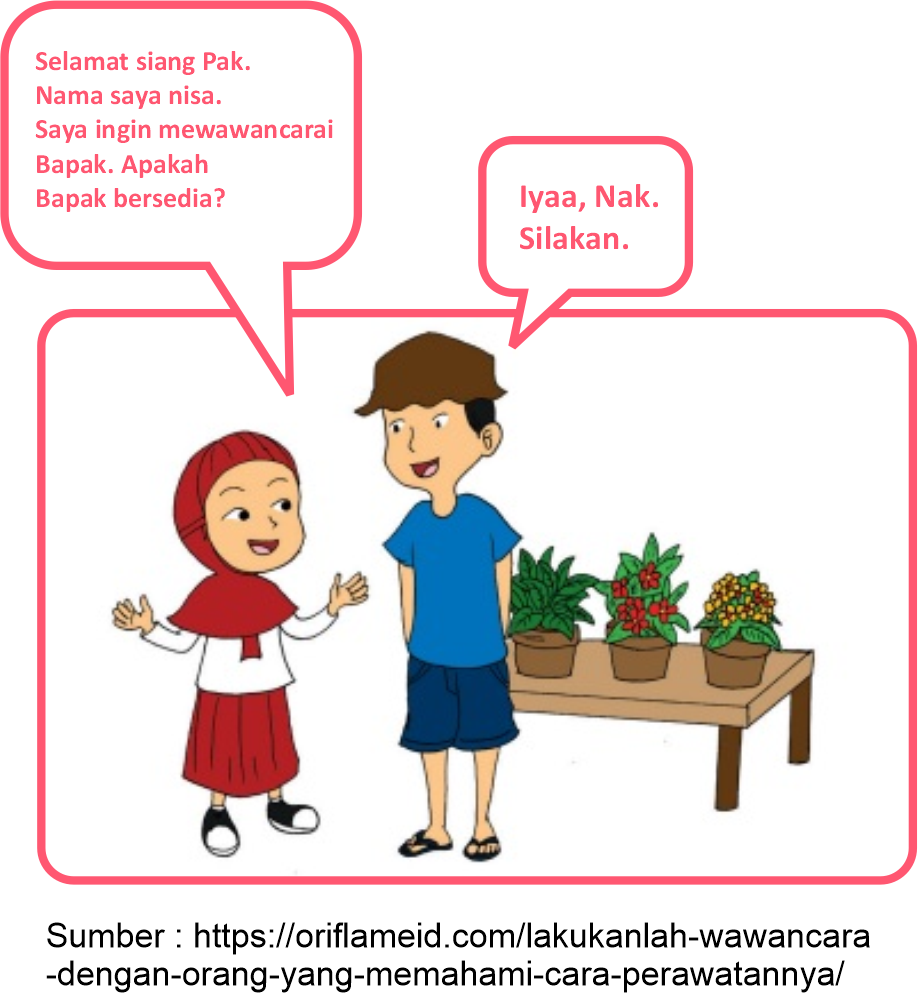 Selamat siang Pak.
Nama saya nisa.
Saya ingin mewawancarai
Bapak. Apakah
Bapak bersedia?
Iyaa, Nak.
Silakan.
Sumber : https://oriflameid.com/lakukanlah-wawancara
-dengan-orang-yang-memahami-cara-perawatannya/